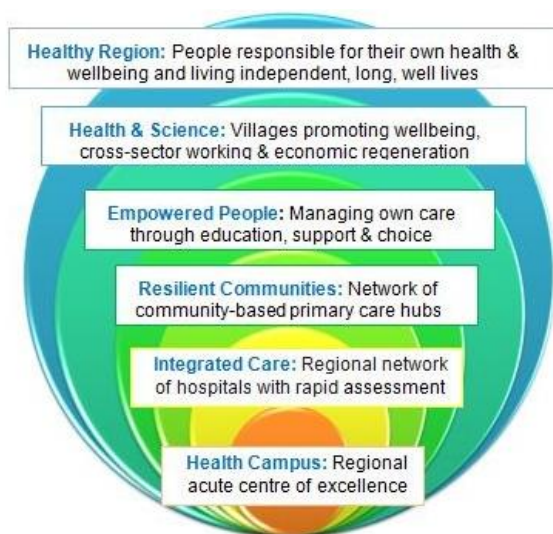 Healthy Region: People responsible for their own health &
wellbeing and living independent, long, well lives
Health & Science: Villages promoting wellbeing,
cross-sector working & economic regeneration
Empowered People: Managing own care
through education, support & choice
Resilient Communities: Network of
community-based primary care hubs
Integrated Care: Regional network
of hospitals with rapid assessment
Health Campus: Regional
acute centre of excellence